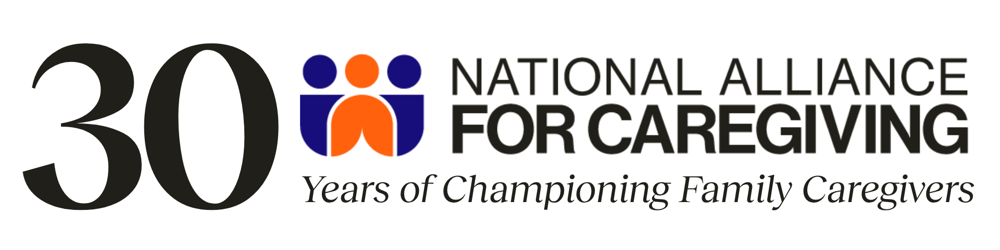 30
NATIONAL ALLIANCE
FOR CAREGIVING
Years of Championing Family Caregivers